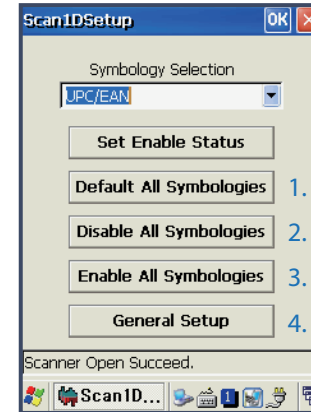 Scan1DSetup OK
Symbology Selection
UPC/EAN
Set Enable Status
Default All Symbologies 1.
Disable All Symbologies 2.
Enable All Symbologies 3.
General Setup 4.
Scanner Open Succeed.
Scan1D... 1